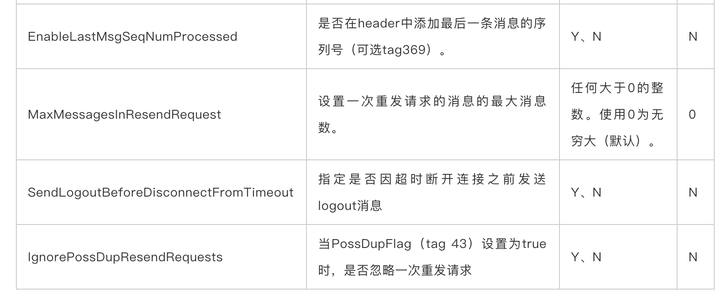 EnableLastMsgSeqNumProcessed
是否在header中添加最后一条消息的序
列号（可选tag369）。
Y、N
N
MaxMessagesInResendRequest
设置一次重发请求的消息的最大消息
数。
任何大于0的整
数。使用0为无
穷大（默认）。
0
SendLogoutBeforeDisconnectFromTimeout
指定是否因超时断开连接之前发送
logout消息
Y、N
N
IgnorePossDupResendRequests
当PossDupFlag（tag 43）设置为true
时，是否忽略一次重发请求
Y、N
N